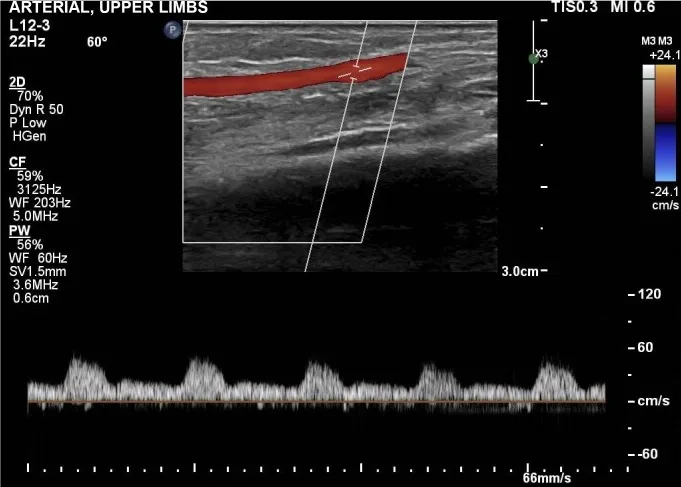 ARTERIAL, UPPER LIMBS
TIS0.3 MI 0.6
L12-3
22Hz 60°
P
X3
M3 M3
+24.1
-24.1
cm/s
2D
70%
Dyn R 50
P Low
HGen
CF
59%
3125Hz
WF 203Hz
5.0MHz
PW
56%
WF 60Hz
SV1.5mm
3.6MHz
0.6cm
3.0cm
120
60
cm/s
-60
66mm/s